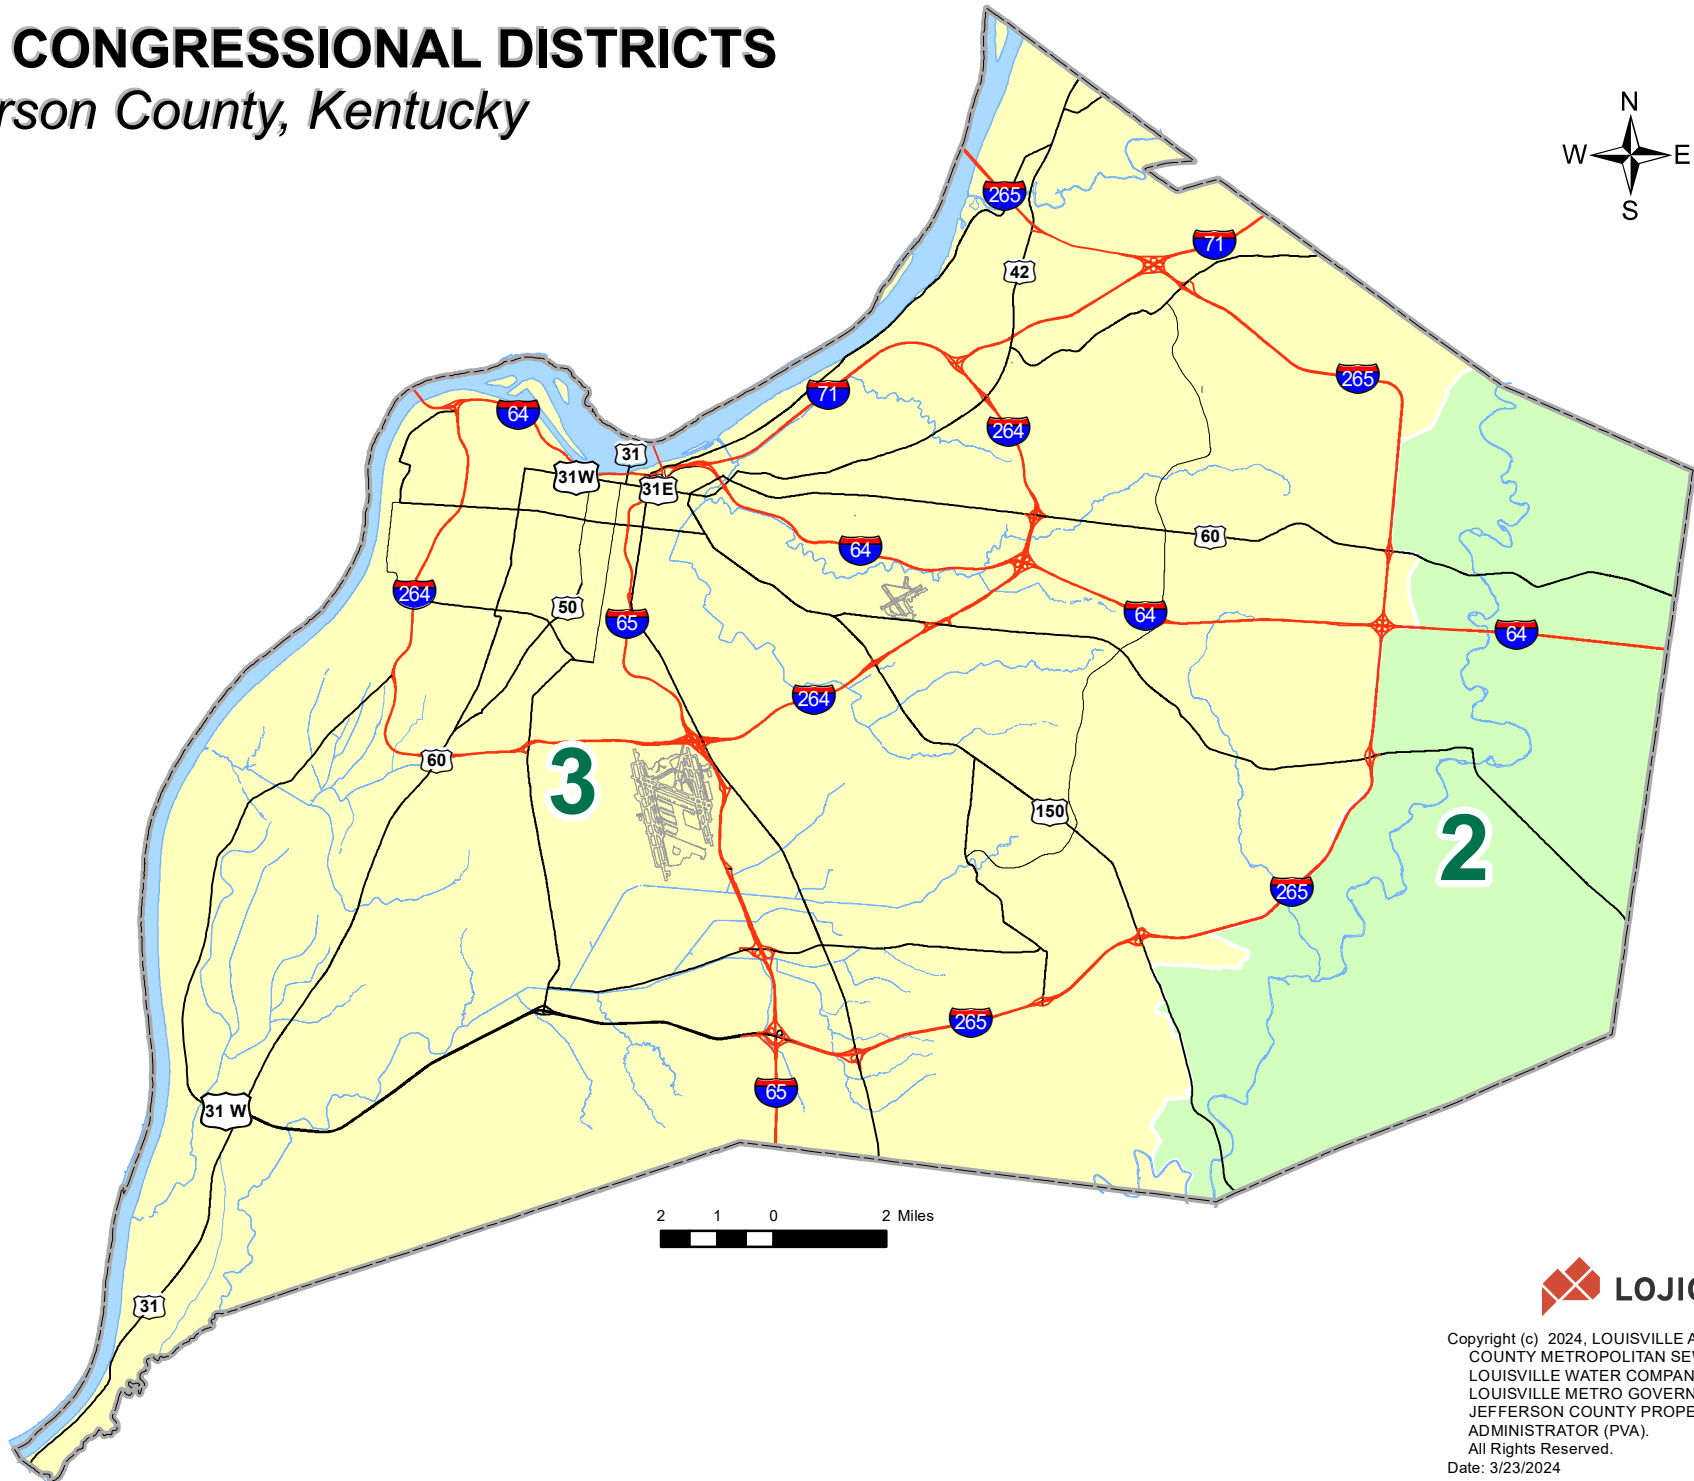 CONGRESSIONAL DISTRICTS
rson County, Kentucky
N
W E
S
265
71
42
265
71
64
264
31
31W
31E
60
64
264
50
65
64
64
264
60
3
150
2
265
265
65
31 W
2 1 0 2 Miles
31
LOJIC
Copyright (c) 2024, LOUISVILLE A
COUNTY METROPOLITAN SE
LOUISVILLE WATER COMPAN
LOUISVILLE METRO GOVERN
JEFFERSON COUNTY PROPE
ADMINISTRATOR (PVA).
All Rights Reserved.
Date: 3/23/2024